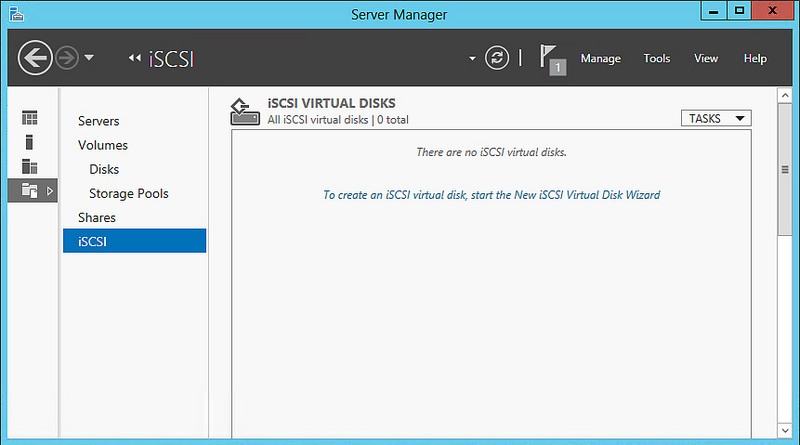 Server Manager
iSCSI
1
Manage Tools View Help
Servers
Volumes
Disks
Storage Pools
Shares
iSCSI
iSCSI VIRTUAL DISKS
All iSCSI virtual disks | 0 total
TASKS
There are no iSCSI virtual disks.
To create an iSCSI virtual disk, start the New iSCSI Virtual Disk Wizard